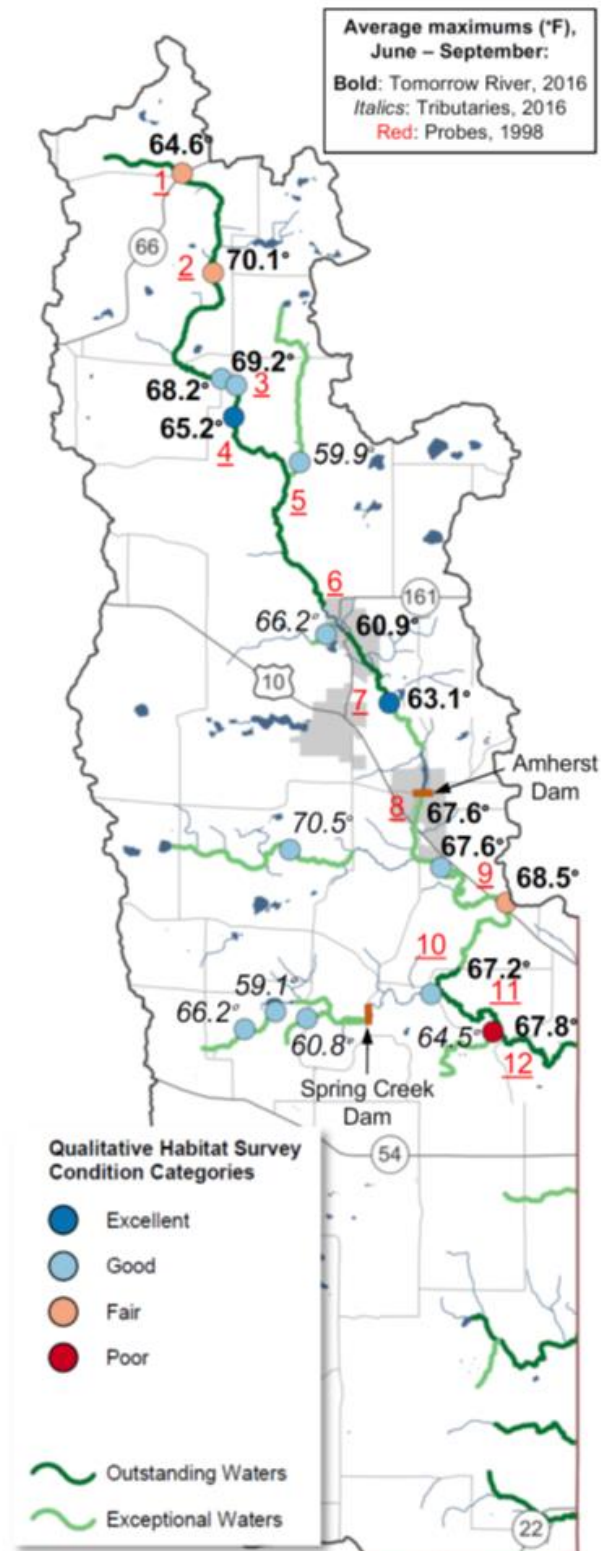 Average maximums (°F),
June – September:
Bold: Tomorrow River, 2016
Italics: Tributaries, 2016
Red: Probes, 1998
64.6°
1
66
2
70.1°
69.2°
68.2°
3
65.2°
4
59.9°
5
6
161
66.2°
60.9°
10
7
63.1°
Amherst
Dam
8
67.6°
70.5°
67.6°
9
68.5°
10
67.2°
59.1°
11
66.2°
60.8°
64.5°
67.8°
12
Spring Creek
Dam
54
Qualitative Habitat Survey
Condition Categories
Excellent
Good
Fair
Poor
Outstanding Waters
Exceptional Waters
22